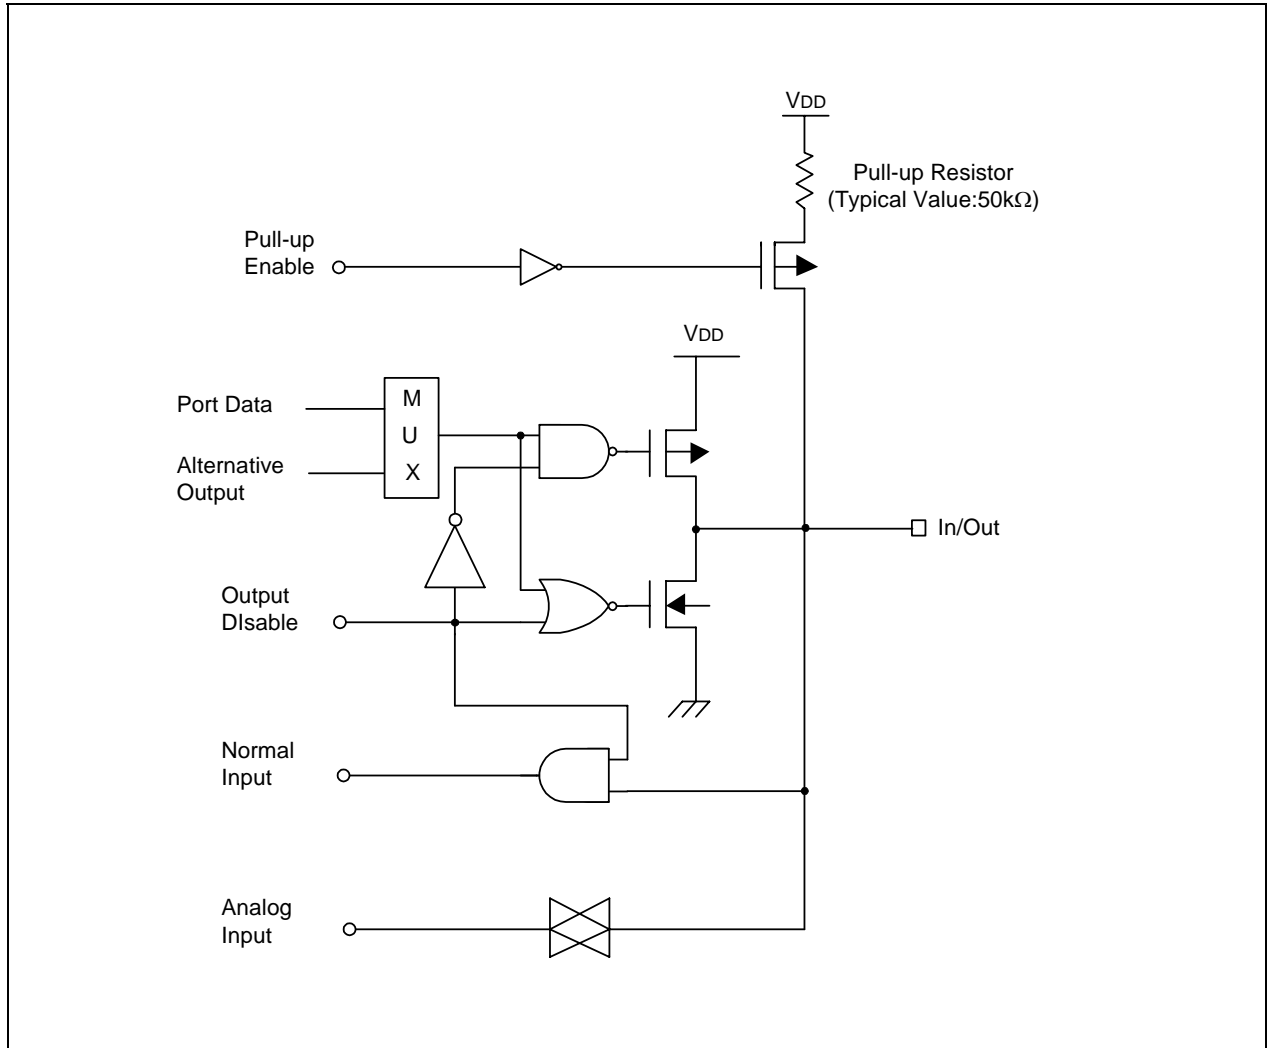 VDD
Pull-up Resistor
(Typical Value:50kΩ)
Pull-up
Enable
VDD
Port Data
M
U
X
Alternative
Output
In/Out
Output
DIsable
Normal
Input
Analog
Input